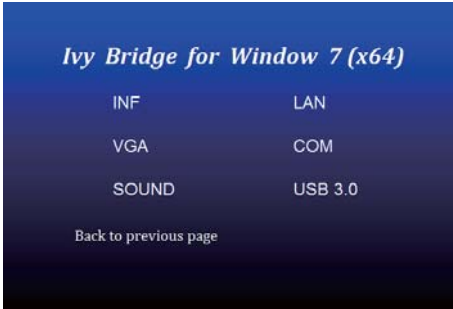 Ivy Bridge for Window 7 (x64)
INF LAN
VGA COM
SOUND USB 3.0
Back to previous page